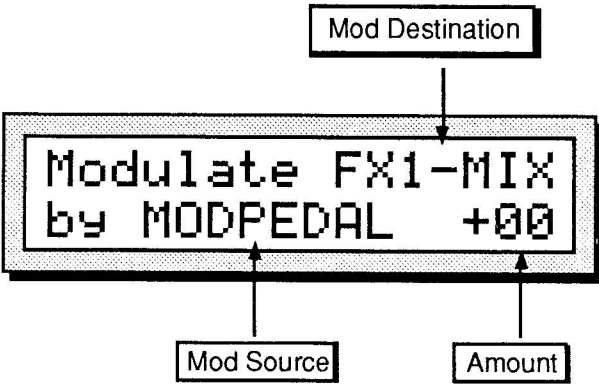 Mod Destination
Modulate FX1-MIX
by MODPEDAL +00
Mod Source
Amount